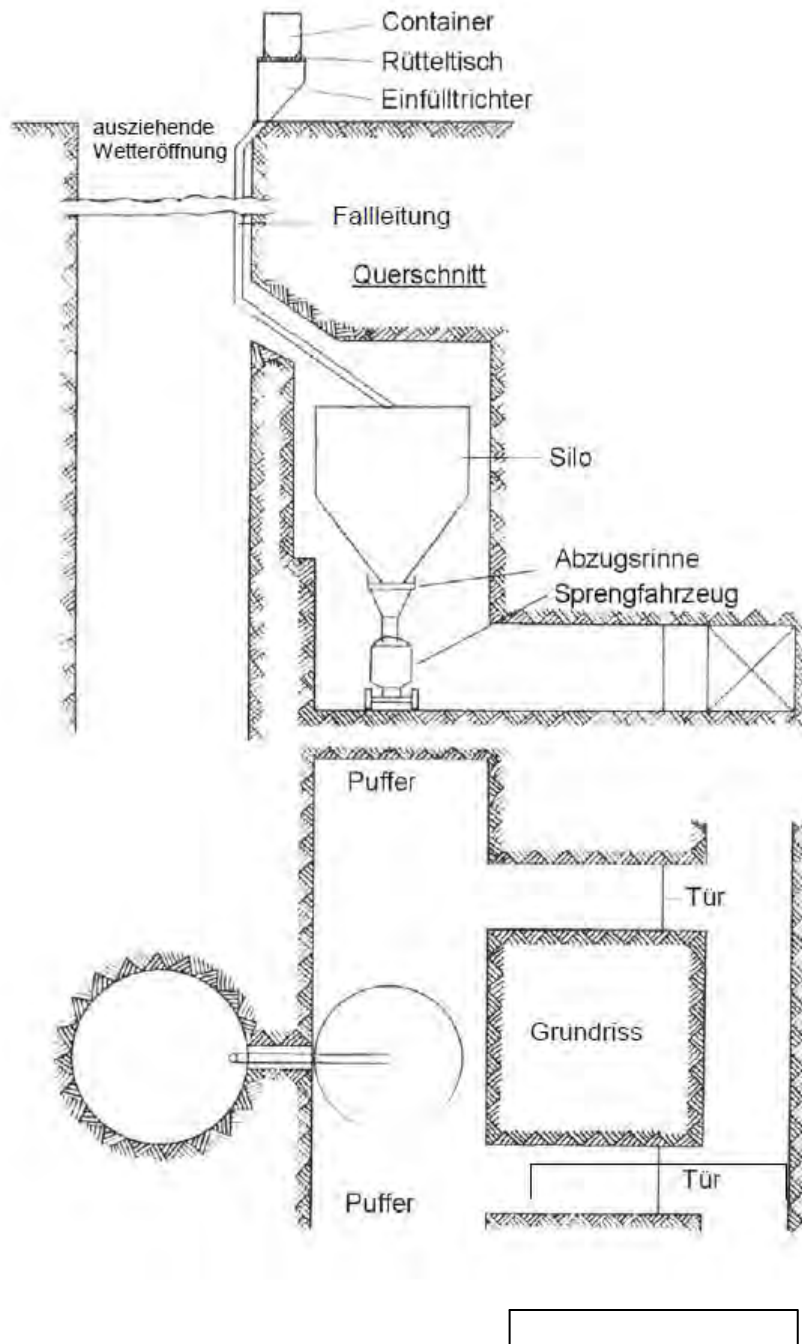 Container
Rütteltisch
Einfülltrichter
ausziehende
Wetteröffnung
Fallleitung
Querschnitt
Silo
Abzugsrinne
Sprengfahrzeug
Puffer
Tür
Grundriss
Tür
Puffer